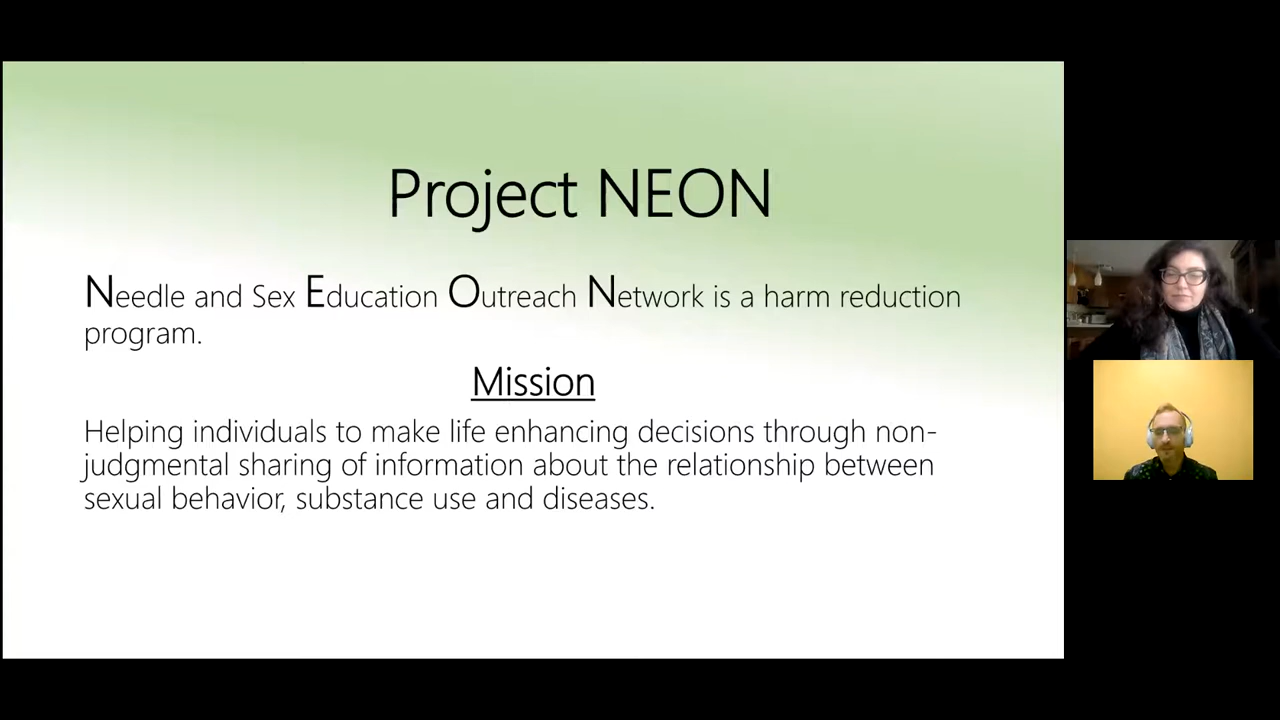 Project NEON
Needle and Sex Education Outreach Network is a harm reduction
program.
Mission
Helping individuals to make life enhancing decisions through non-
judgmental sharing of information about the relationship between
sexual behavior, substance use and diseases.